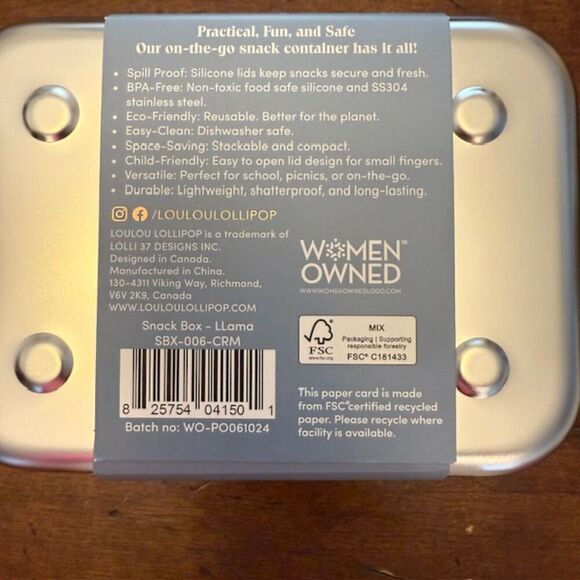 Practical, Fun, and Safe
Our on-the-go snack container has it all!
• Spill Proof: Silicone lids keep snacks secure and fresh.
• BPA-Free: Non-toxic food safe silicone and SS304
stainless steel.
• Eco-Friendly: Reusable. Better for the planet.
• Easy-Clean: Dishwasher safe.
• Space-Saving: Stackable and compact.
• Child-Friendly: Easy to open lid design for small fingers.
• Versatile: Perfect for school, picnics, or on-the-go.
• Durable: Lightweight, shatterproof, and long-lasting.
/LOULOULOLLIPOP
LOULOU LOLLIPOP is a trademark of
LOLLI 37 DESIGNS INC.
Designed in Canada.
Manufactured in China.
130-4311 Viking Way, Richmond,
V6V 2K9, Canada
WWW.LOULOULOLLIPOP.COM
WOMEN™
OWNED
WWW.WOMENOWNEDLOGO.COM
Snack Box - LLama
SBX-006-CRM
8 25754 04150 1
Batch no: WO-PO061024
FSC
www.fsc.org
MIX
Packaging | Supporting
responsible forestry
FSC® C181433
This paper card is made
from FSC®certified recycled
paper. Please recycle where
facility is available.